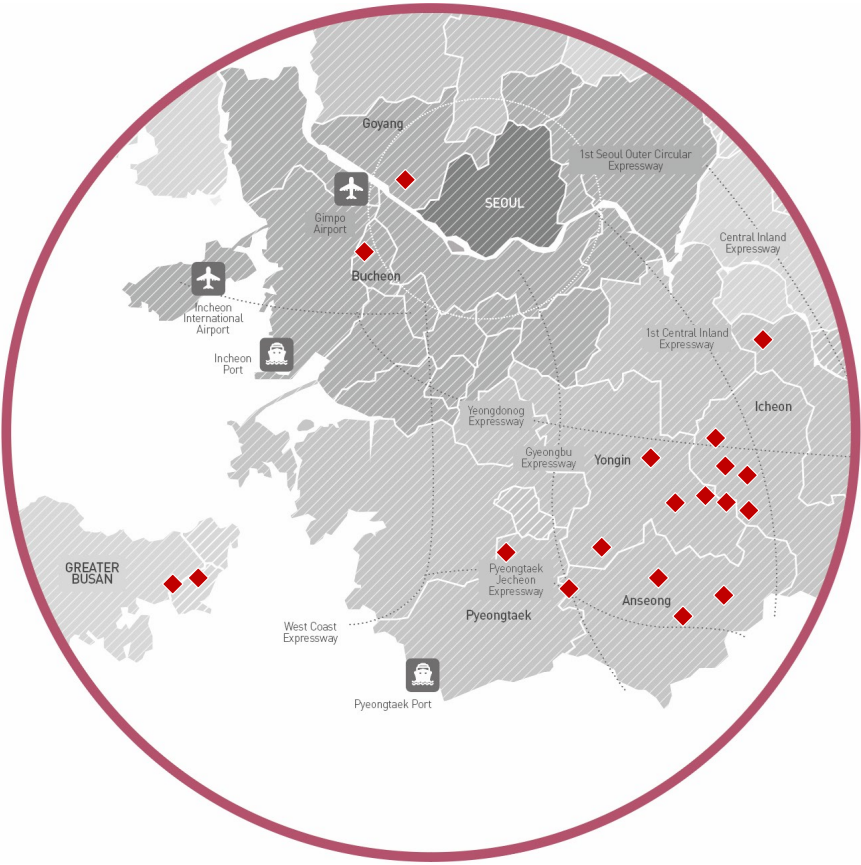 Goyang
1st Seoul Outer Circular
Expressway
SEOUL
Gimpo
Airport
Central Inland
Expressway
Bucheon
Incheon
International
Airport
1st Central Inland
Expressway
Incheon
Port
Icheon
Yeongdonog
Expressway
Gyeongbu
Expressway
Yongin
GREATER
BUSAN
Pyeongtaek
Jecheon
Expressway
Anseong
Pyeongtaek
West Coast
Expressway
Pyeongtaek Port